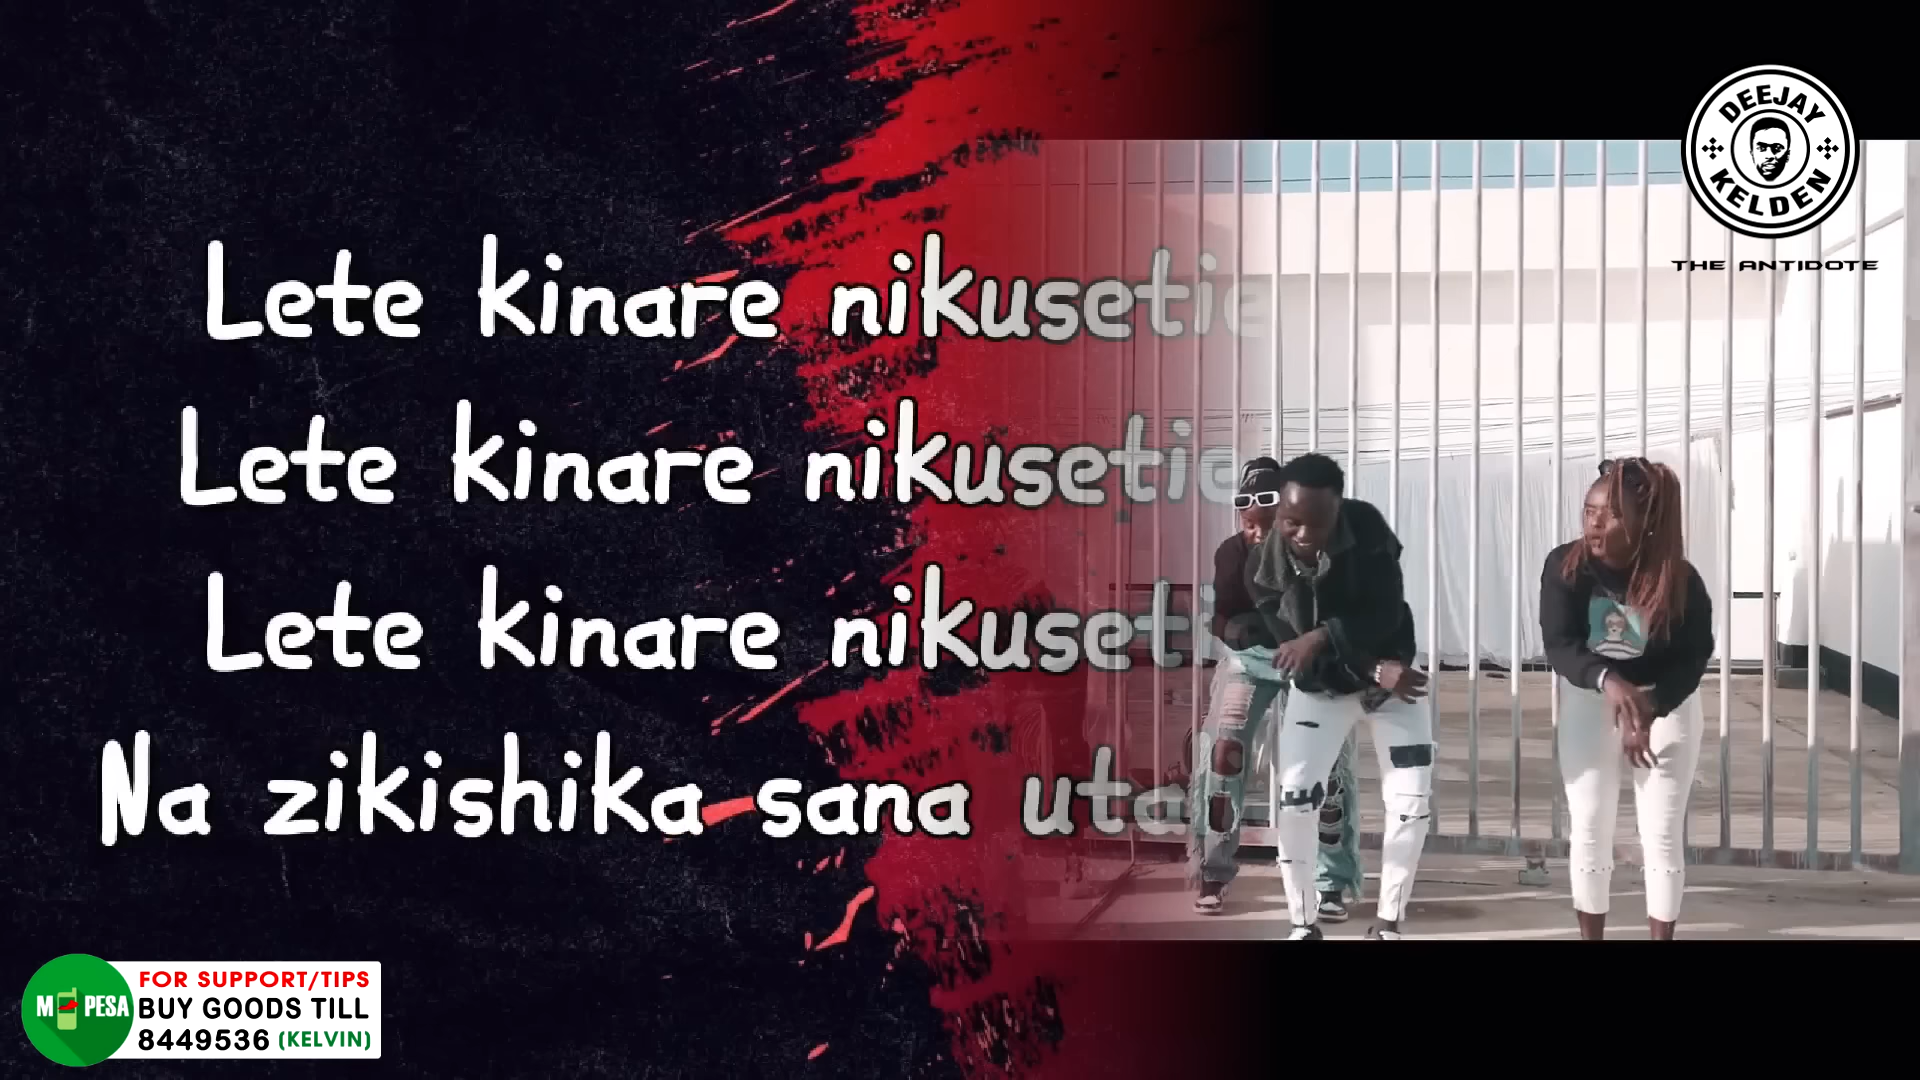 DEEJAY
KELDEN
THE ANTIDOTE
Lete kinare nikusetie
Lete kinare nikusetie
Lete kinare nikusetie
Na zikishika sana
M PESA
FOR SUPPORT/TIPS
BUY GOODS TILL
8449536 (KELVIN)